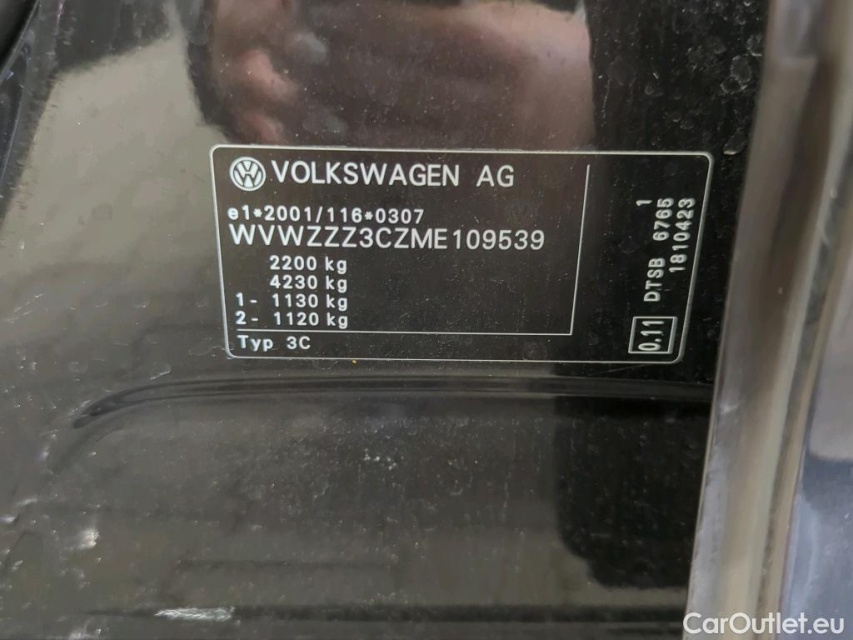 VOLKSWAGEN AG
e1*2001/116*0307
WVWZZZ3CZME109539
2200 kg
4230 kg
1- 1130 kg
2- 1120 kg
Typ 3C
1
DTSB 6765
1810423
0.11
CarOutlet.eu